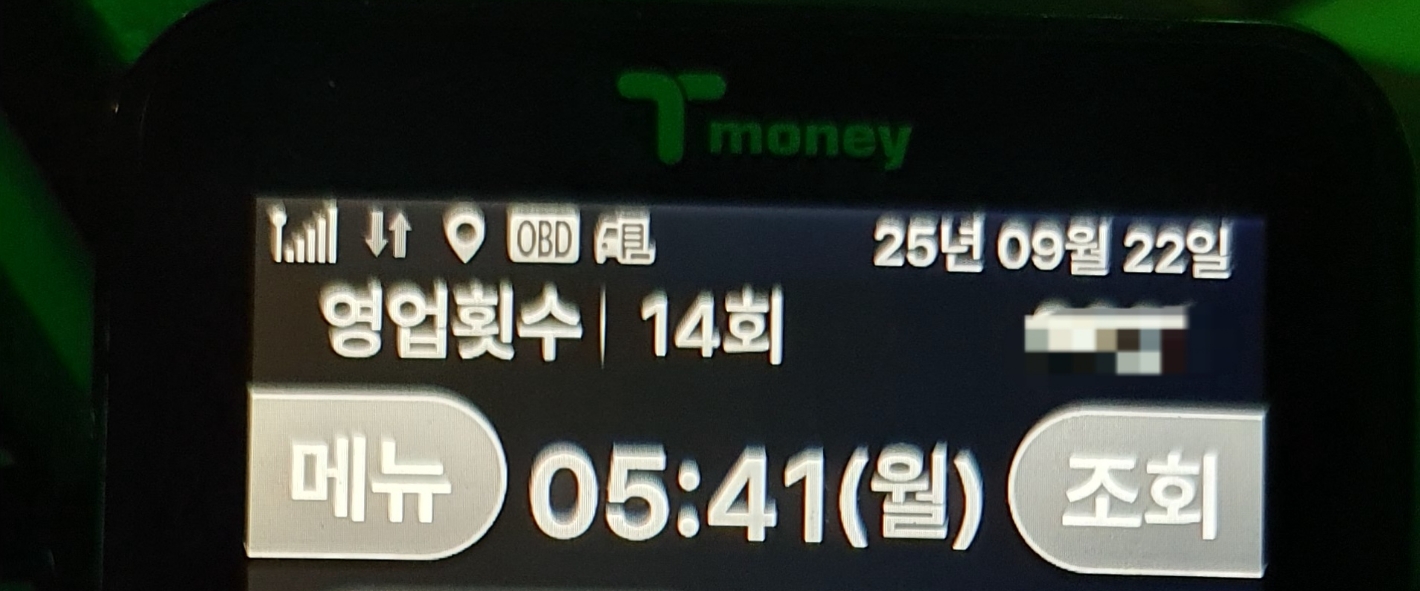 Tmoney
OBD 25년 09월 22일
영업횟수 14회
메뉴 05:41(월) 조회